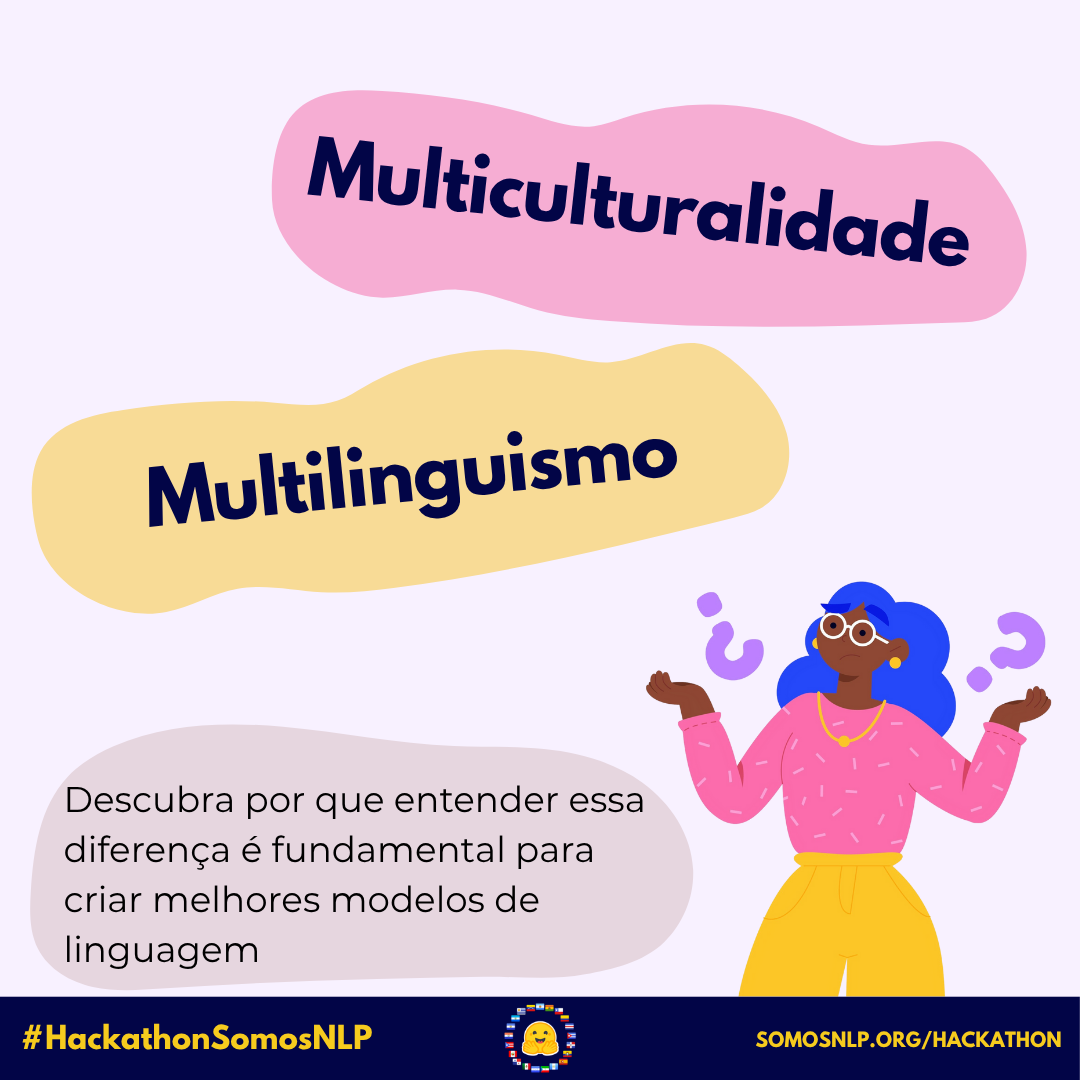 Multiculturalidade
Multilinguismo
Descubra por que entender essa
diferença é fundamental para
criar melhores modelos de
linguagem
#HackathonSomosNLP
SOMOSNLP.ORG/HACKATHON